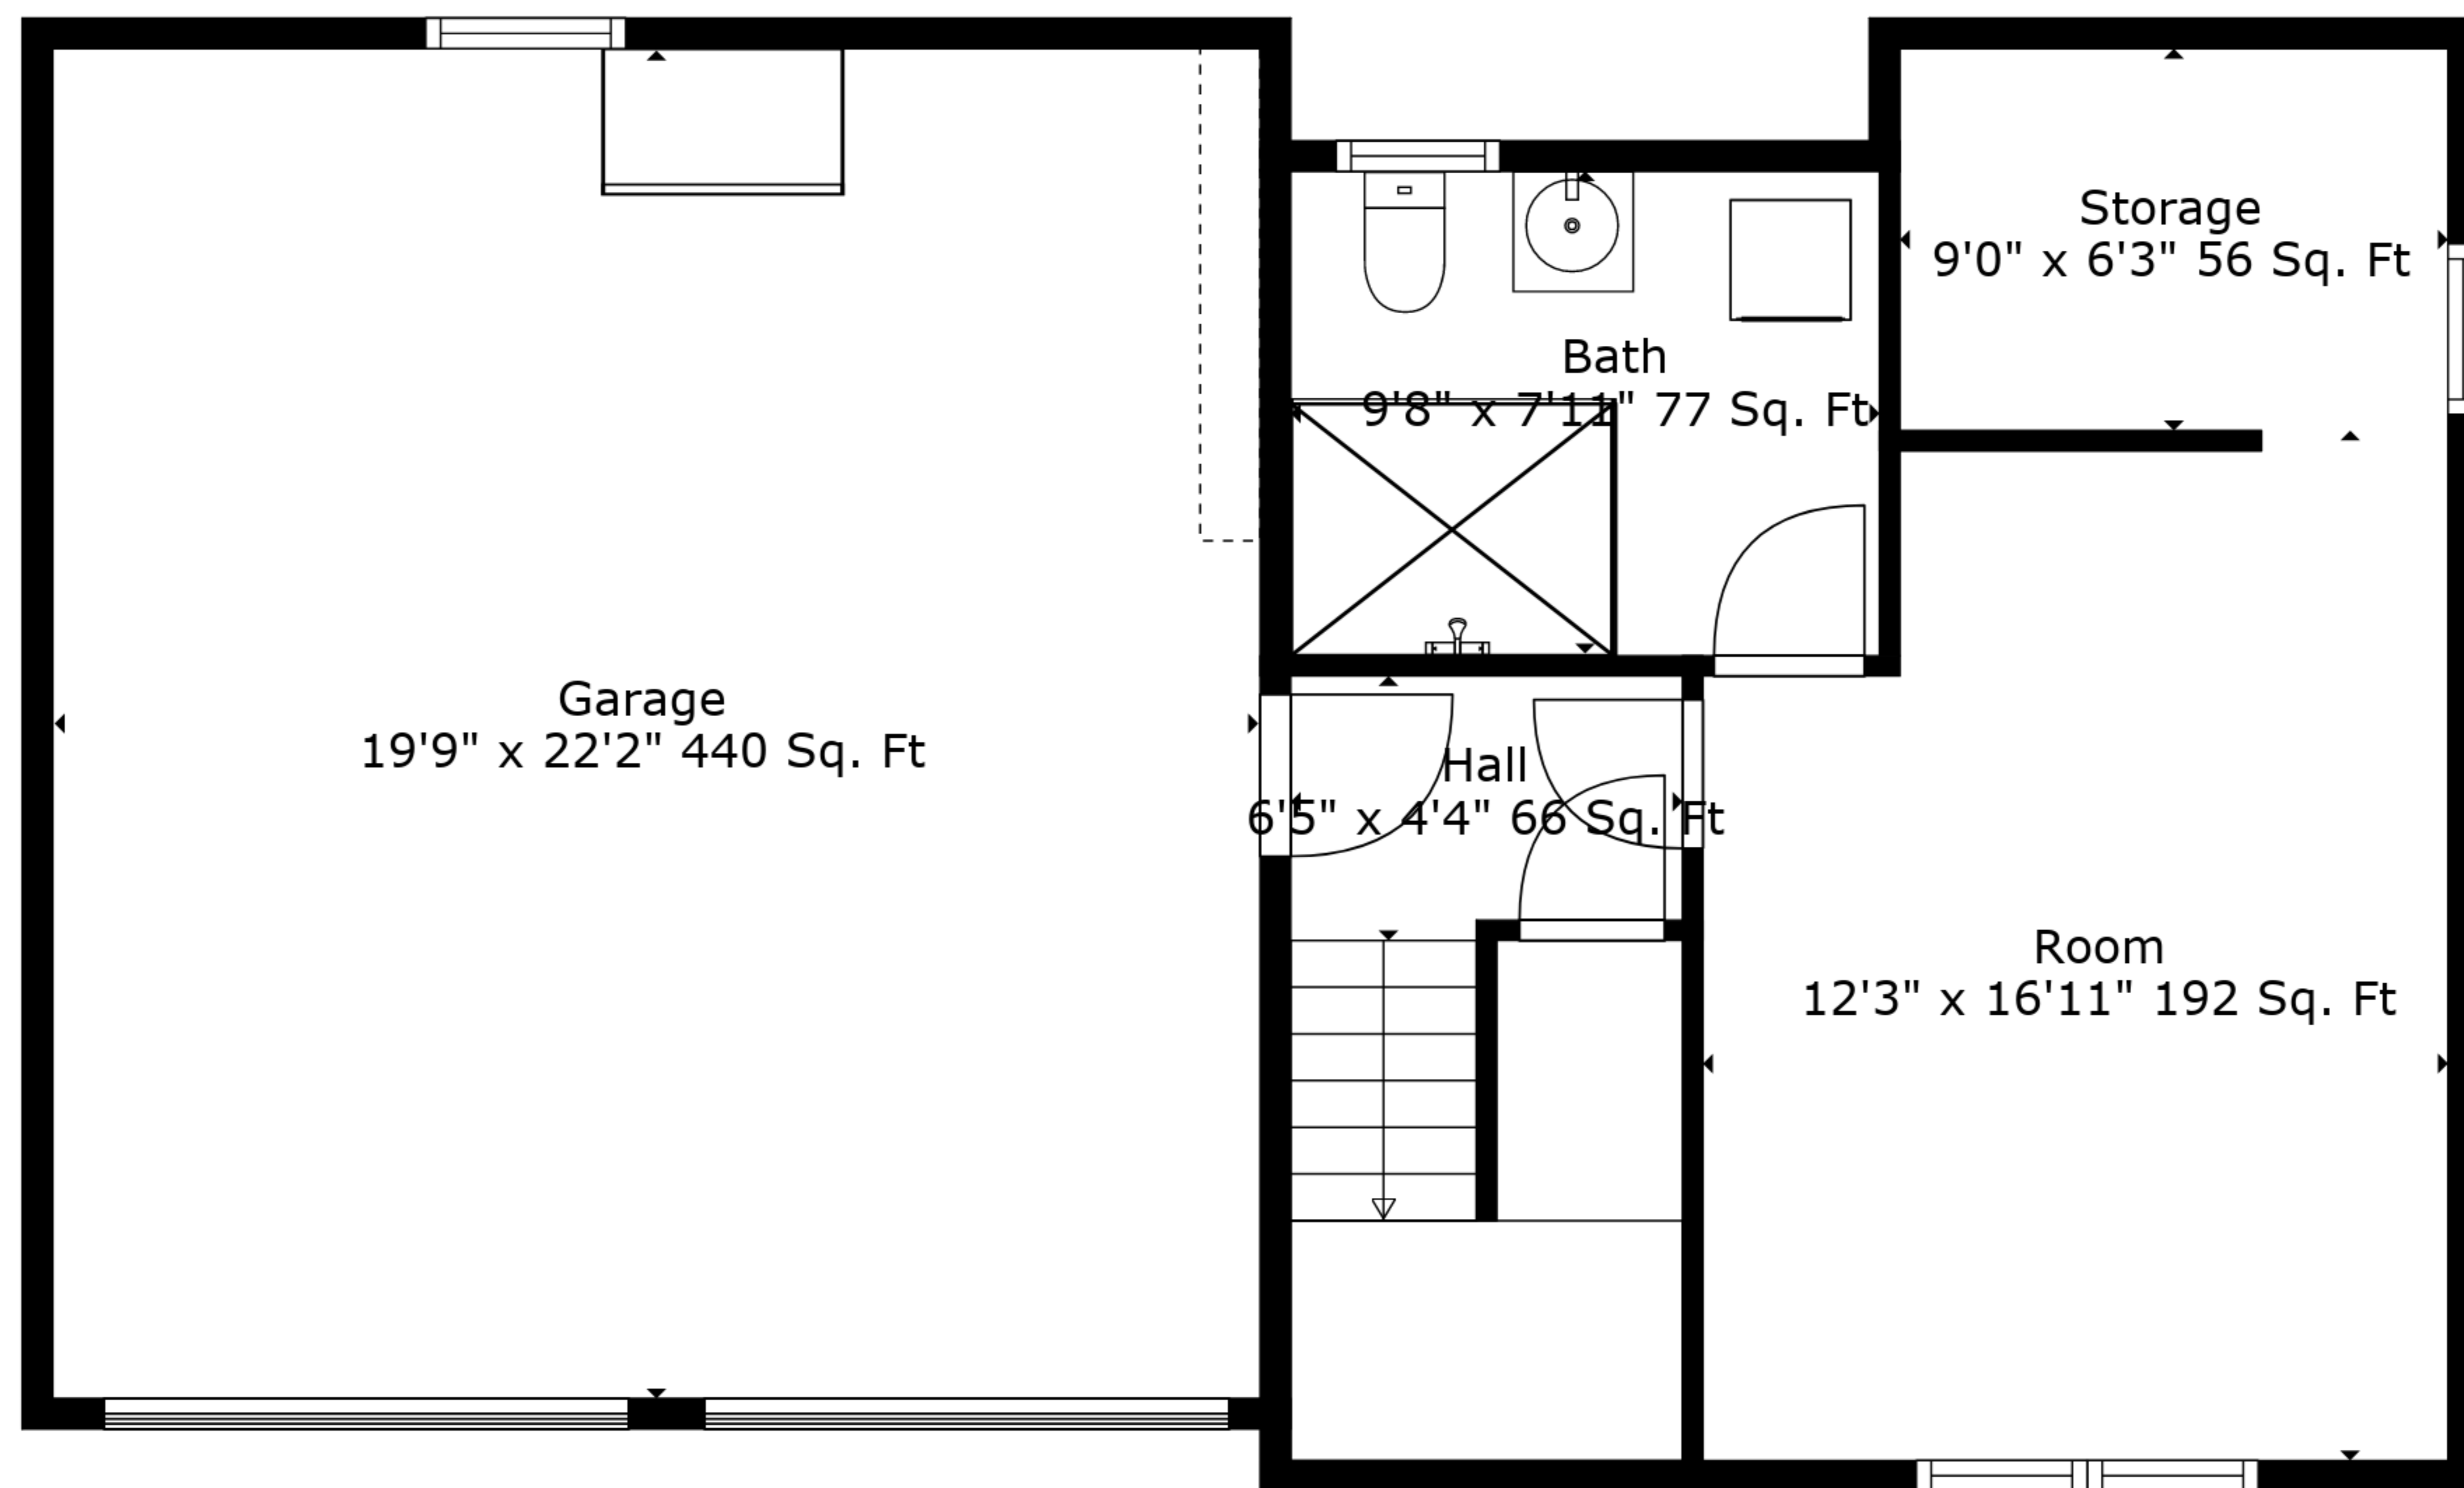 Storage
9'0" x 6'3" 56 Sq. Ft
Bath
9'8" x 7'11" 77 Sq. Ft
Garage
19'9" x 22'2" 440 Sq. Ft
Hall
6'5" x 4'4" 66 Sq. Ft
Room
12'3" x 16'11" 192 Sq. Ft